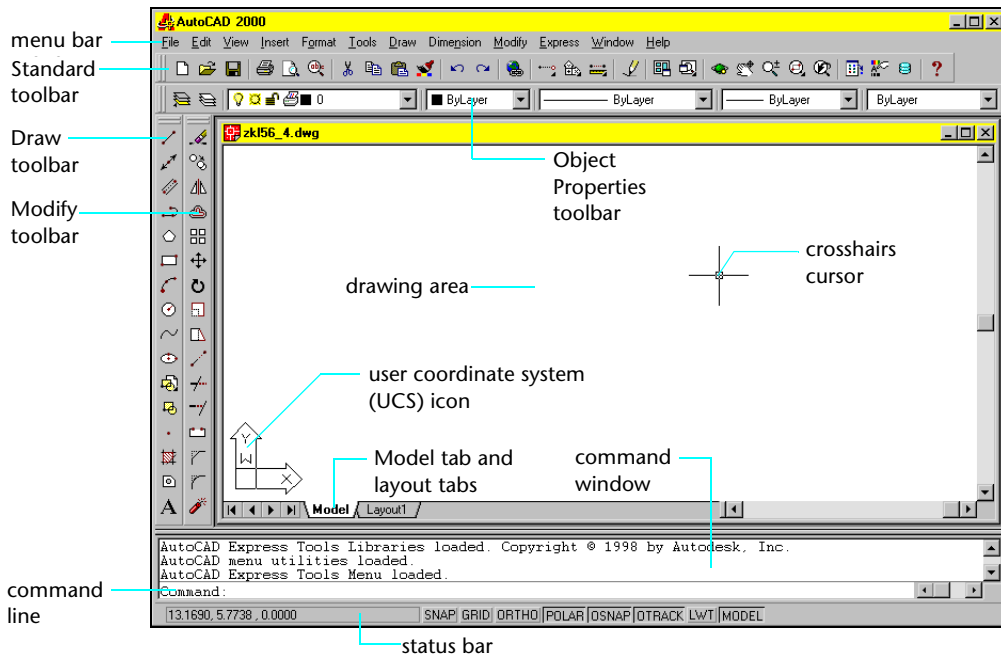 AutoCAD 2000
menu bar
File Edit View Insert Format Tools Draw Dimension Modify Express Window Help
Standard
toolbar
0
ByLayer
ByLayer
ByLayer
ByLayer
Draw
toolbar
zkl56_4.dwg
Object
Properties
toolbar
Modify
toolbar
crosshairs
cursor
drawing area
user coordinate system
(UCS) icon
Y
W
X
Model tab and
layout tabs
command
window
A
Model Layout1
AutoCAD Express Tools Libraries loaded. Copyright © 1998 by Autodesk, Inc.
AutoCAD menu utilities loaded.
AutoCAD Express Tools Menu loaded.
Command:
command
line
13.1690, 5.7738 , 0.0000 SNAP GRID ORTHO POLAR OSNAP OTRACK LWT MODEL
status bar